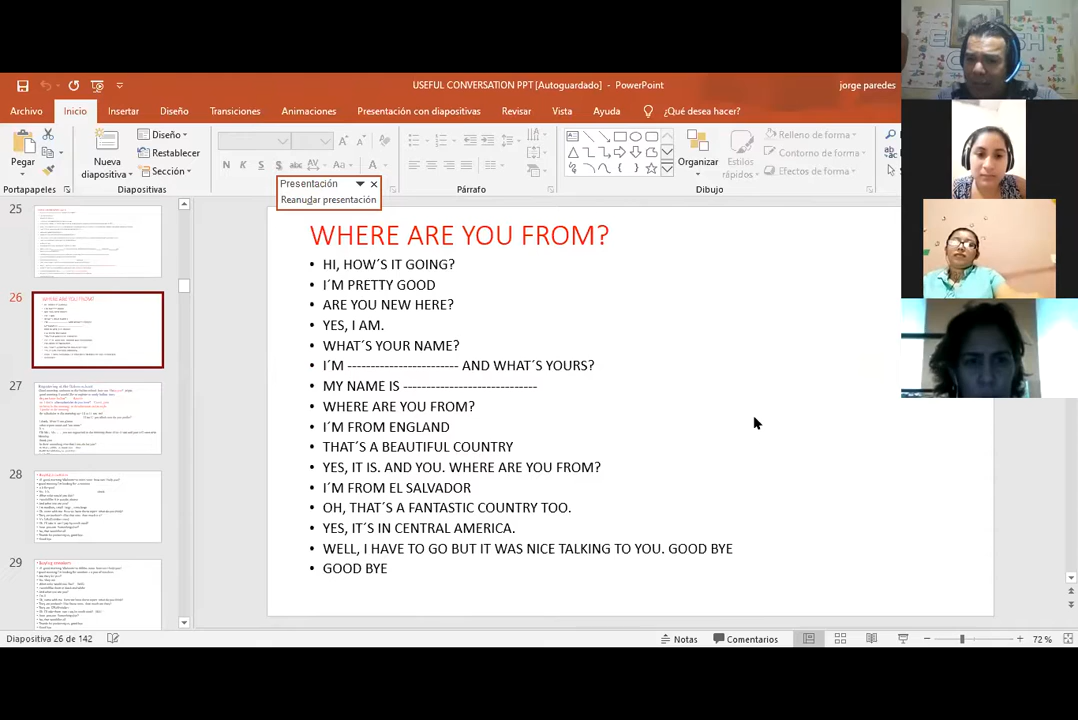 USEFUL CONVERSATION PPT [Autoguardado] - PowerPoint
jorge paredes
Archivo
Inicio
Insertar
Diseño
Transiciones
Animaciones
Presentación con diapositivas
Revisar
Vista
Ayuda
¿Qué desea hacer?
Pegar
Nueva diapositiva
Diseño
Restablecer
Sección
N K S S abc AV Aa A
Organizar
Estilos rápidos
Relleno de forma
Contorno de forma
Efectos de forma
Portapapeles
Diapositivas
Párrafo
Dibujo
Presentación
Reanudar presentación
25
26
27
28
29
WHERE ARE YOU FROM?
• HI, HOW´S IT GOING?
• I´M PRETTY GOOD
• ARE YOU NEW HERE?
• YES, I AM.
• WHAT´S YOUR NAME?
• I´M ------------------------ AND WHAT´S YOURS?
• MY NAME IS -----------------------------
• WHERE ARE YOU FROM?
• I´M FROM ENGLAND
• THAT´S A BEAUTIFUL COUNTRY
• YES, IT IS. AND YOU. WHERE ARE YOU FROM?
• I´M FROM EL SALVADOR
• OH, THAT´S A FANTASTIC COUNTRY TOO.
• YES, IT´S IN CENTRAL AMERICA.
• WELL, I HAVE TO GO BUT IT WAS NICE TALKING TO YOU. GOOD BYE
• GOOD BYE
Diapositiva 26 de 142
Notas
Comentarios
72 %